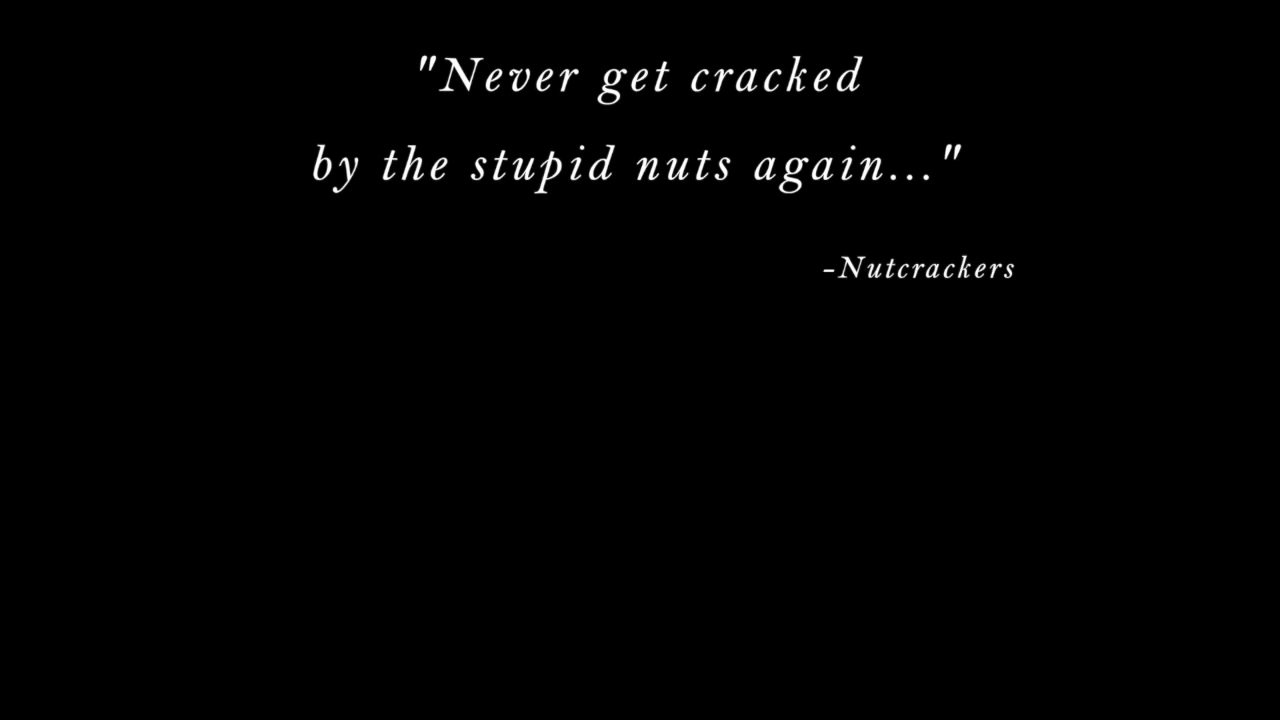 "Never get cracked
by the stupid nuts again..."
-Nutcrackers